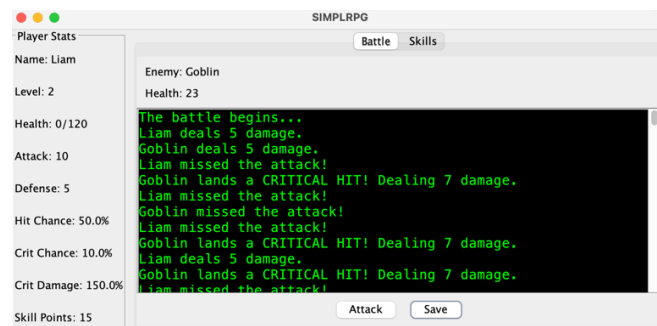 SIMPLRPG
Player Stats
Name: Liam
Level: 2
Health: 0/120
Attack: 10
Defense: 5
Hit Chance: 50.0%
Crit Chance: 10.0%
Crit Damage: 150.0%
Skill Points: 15
Battle Skills
Enemy: Goblin
Health: 23
The battle begins...
Liam deals 5 damage.
Goblin deals 5 damage.
Liam missed the attack!
Goblin lands a CRITICAL HIT! Dealing 7 damage.
Liam missed the attack!
Goblin missed the attack!
Liam missed the attack!
Goblin lands a CRITICAL HIT! Dealing 7 damage.
Liam deals 5 damage.
Goblin lands a CRITICAL HIT! Dealing 7 damage.
Liam missed the attack!
Attack Save